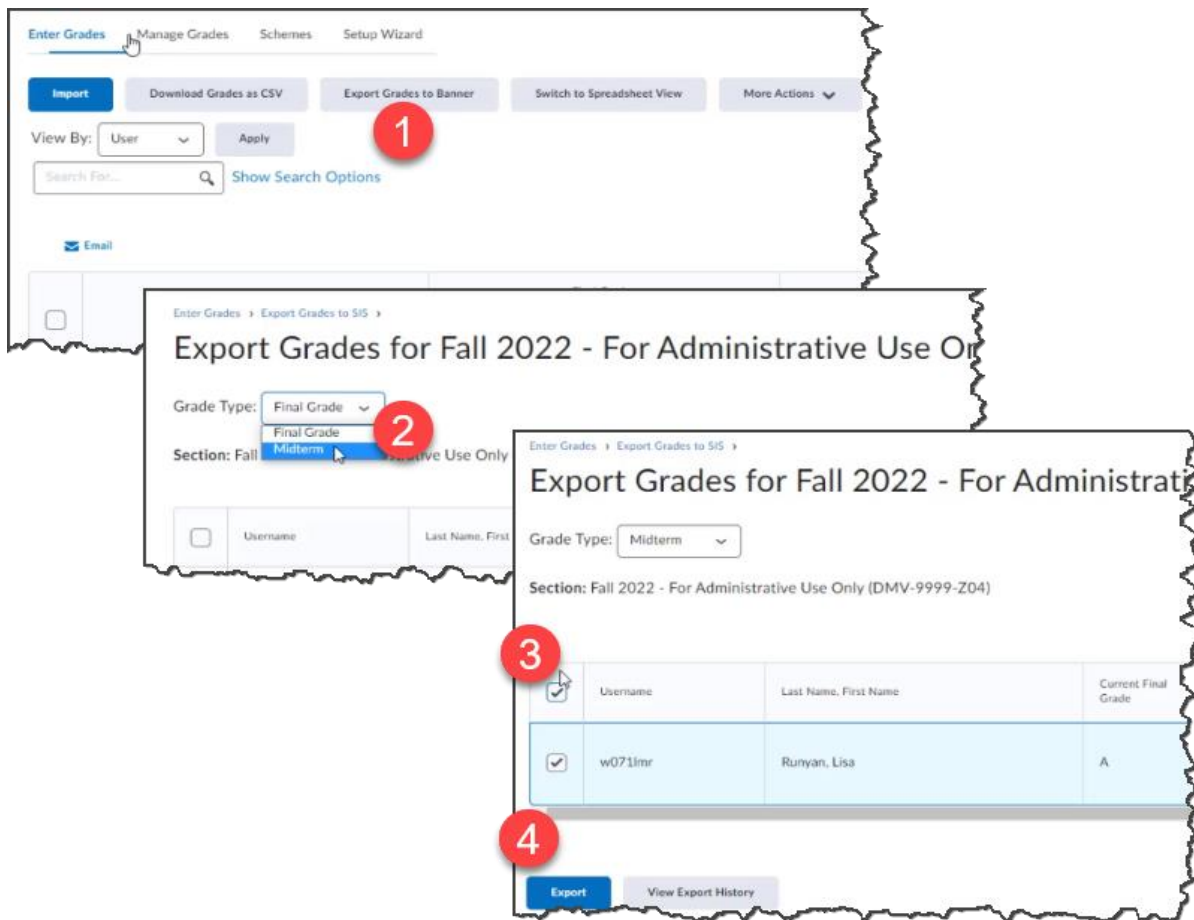 Enter Grades Manage Grades Schemes Setup Wizard
Import Download Grades as CSV Export Grades to Banner Switch to Spreadsheet View More Actions
1
View By: User Apply
Search For... Show Search Options
Email
Enter Grades › Export Grades to SIS ›
Export Grades for Fall 2022 - For Administrative Use
Grade Type: Final Grade
Final Grade
2
Midterm
Section: Fall Use Only
Username Last Name, First
Enter Grades › Export Grades to SIS ›
Export Grades for Fall 2022 - For
Grade Type: Midterm
Section: Fall 2022 - For Administrative Use Only (DMV-9999-Z04)
3
Username Last Name, First Name Current Final
Grade
w071lmr Runyan, Lisa A
4
Export View Export History